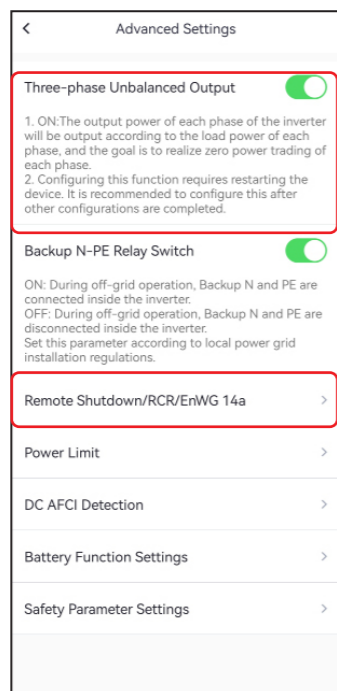 Advanced Settings
Three-phase Unbalanced Output
1. ON:The output power of each phase of the inverter
will be output according to the load power of each
phase, and the goal is to realize zero power trading of
each phase.
2. Configuring this function requires restarting the
device. It is recommended to configure this after
other configurations are completed.
Backup N-PE Relay Switch
ON: During off-grid operation, Backup N and PE are
connected inside the inverter.
OFF: During off-grid operation, Backup N and PE are
disconnected inside the inverter.
Set this parameter according to local power grid
installation regulations.
Remote Shutdown/RCR/EnWG 14a
Power Limit
DC AFCI Detection
Battery Function Settings
Safety Parameter Settings